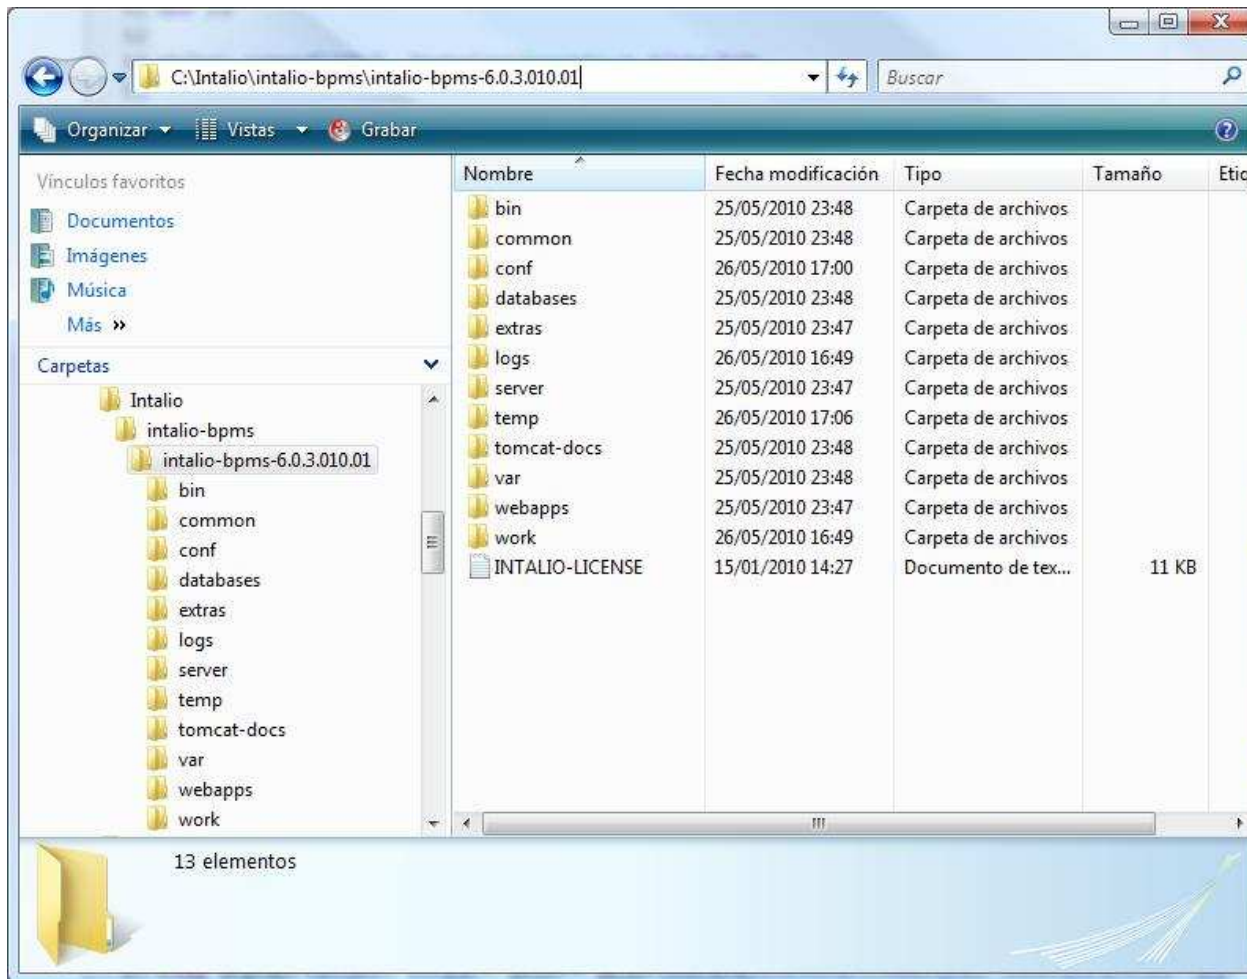 C:\Intalio\intalio-bpms\intalio-bpms-6.0.3.010.01
Buscar
Organizar Vistas Grabar
Vínculos favoritos
Documentos
Imágenes
Música
Más »
Carpetas
Intalio
intalio-bpms
intalio-bpms-6.0.3.010.01
bin
common
conf
databases
extras
logs
server
temp
tomcat-docs
var
webapps
work
Nombre Fecha modificación Tipo Tamaño Etic
bin 25/05/2010 23:48 Carpeta de archivos
common 25/05/2010 23:48 Carpeta de archivos
conf 26/05/2010 17:00 Carpeta de archivos
databases 25/05/2010 23:48 Carpeta de archivos
extras 25/05/2010 23:47 Carpeta de archivos
logs 26/05/2010 16:49 Carpeta de archivos
server 25/05/2010 23:47 Carpeta de archivos
temp 26/05/2010 17:06 Carpeta de archivos
tomcat-docs 25/05/2010 23:48 Carpeta de archivos
var 25/05/2010 23:48 Carpeta de archivos
webapps 25/05/2010 23:47 Carpeta de archivos
work 26/05/2010 16:49 Carpeta de archivos
INTALIO-LICENSE 15/01/2010 14:27 Documento de tex... 11 KB
13 elementos